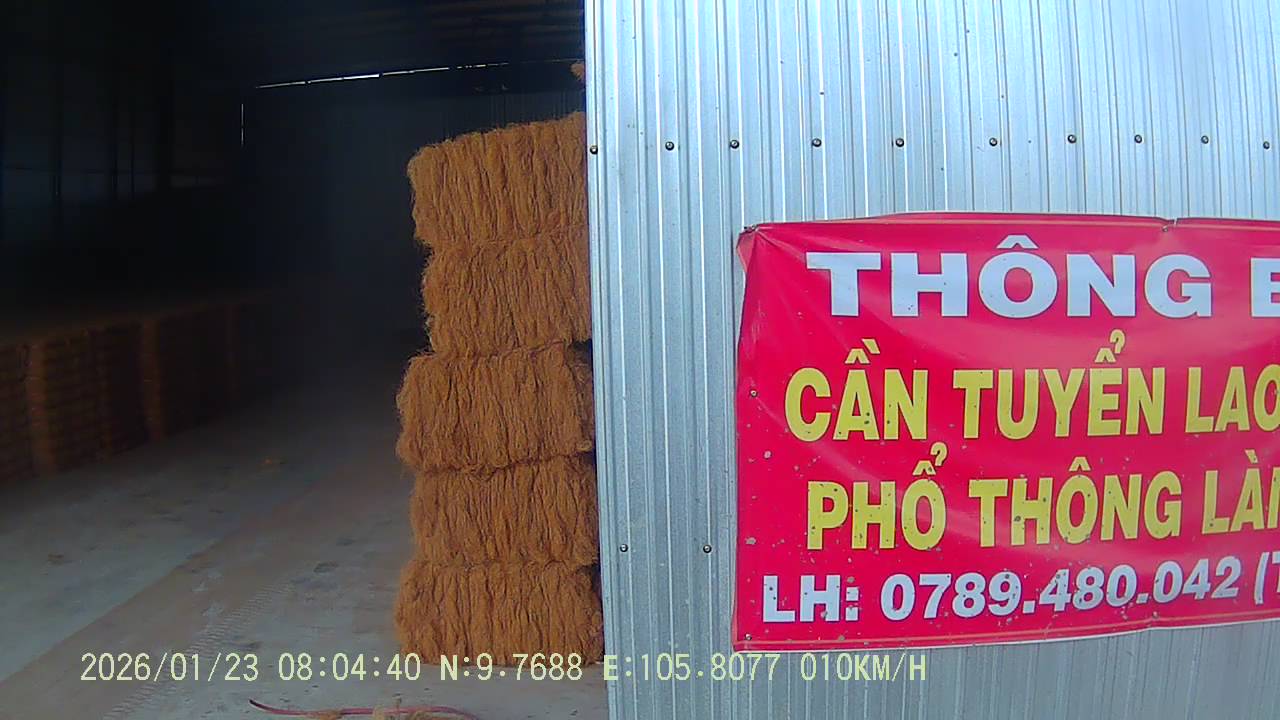 THÔNG B
CẦN TUYỂN LAO
PHỔ THÔNG LÀM
LH: 0789.480.042 (T
2026/01/23 08:04:40 N:9.7688 E:105.8077 010KM/H